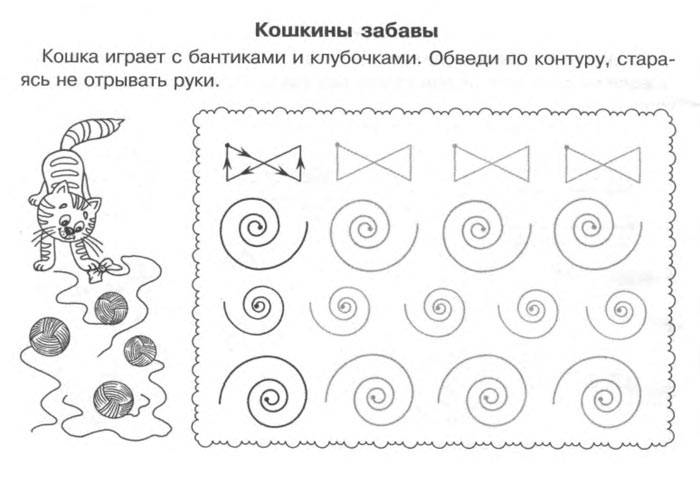 Кошкины забавы
Кошка играет с бантиками и клубочками. Обведи по контуру, стара-
ясь не отрывать руки.